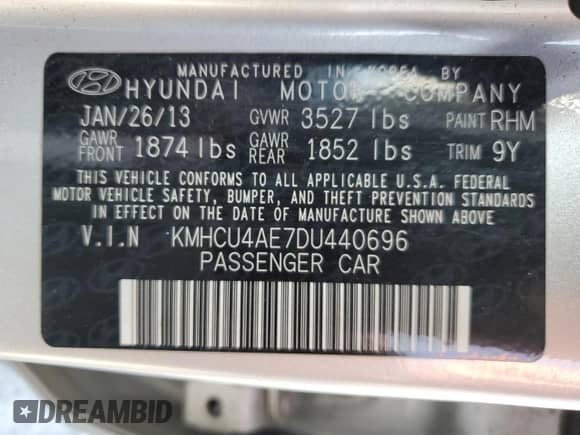 MANUFACTURED IN KOREA BY
HYUNDAI MOTOR COMPANY
JAN/26/13 GVWR 3527 lbs PAINT RHM
GAWR FRONT 1874 lbs GAWR REAR 1852 lbs TRIM 9Y
THIS VEHICLE CONFORMS TO ALL APPLICABLE U.S.A. FEDERAL
MOTOR VEHICLE SAFETY, BUMPER, AND THEFT PREVENTION STANDARDS
IN EFFECT ON THE DATE OF MANUFACTURE SHOWN ABOVE
V.I.N KMHCU4AE7DU440696
PASSENGER CAR
DREAMBID